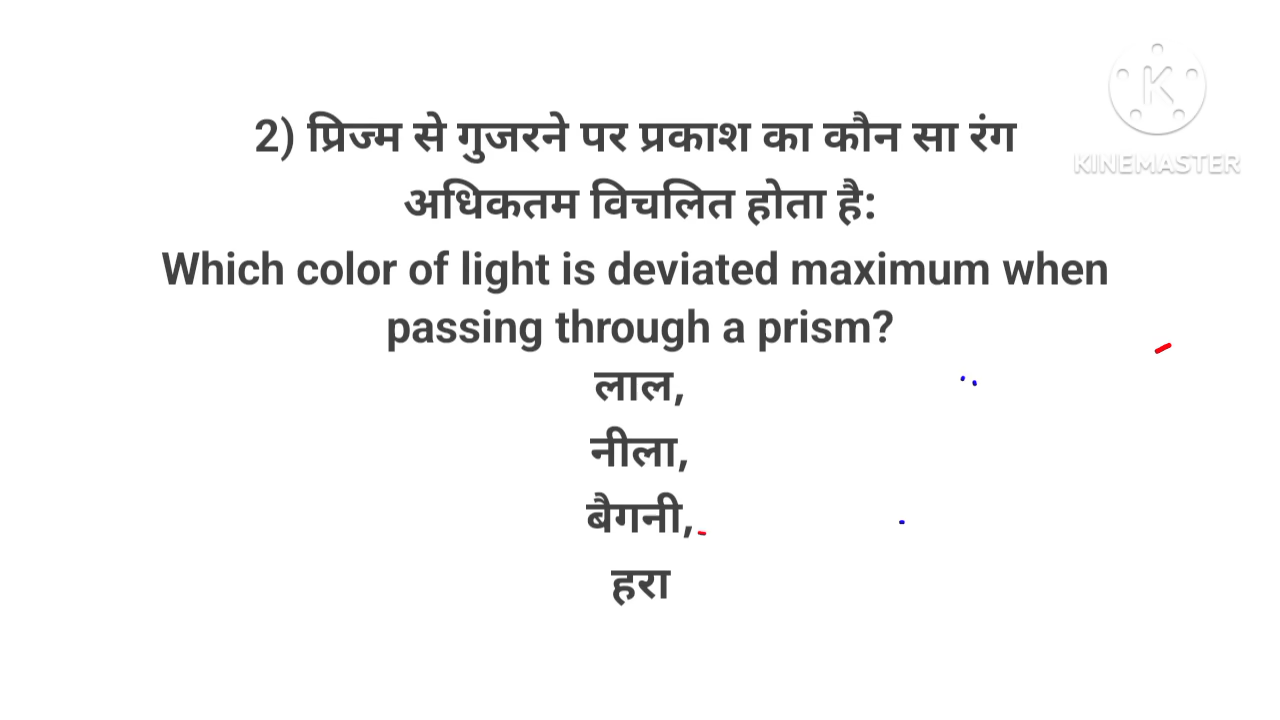 2) प्रिज्म से गुजरने पर प्रकाश का कौन सा रंग
अधिकतम विचलित होता है:
Which color of light is deviated maximum when
passing through a prism?
लाल,
नीला,
बैगनी,
हरा
K
KINEMASTER